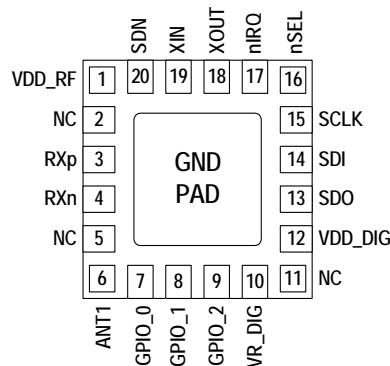 SDN
XIN
XOUT
nIRQ
nSEL
20 19 18 17
VDD_RF 1 16
NC 2 15 SCLK
RXp 3 14 SDI
GND
PAD
RXn 4 13 SDO
NC 5 12 VDD_DIG
6 11 NC
7 8 9 10
ANT1
GPIO_0
GPIO_1
GPIO_2
VR_DIG